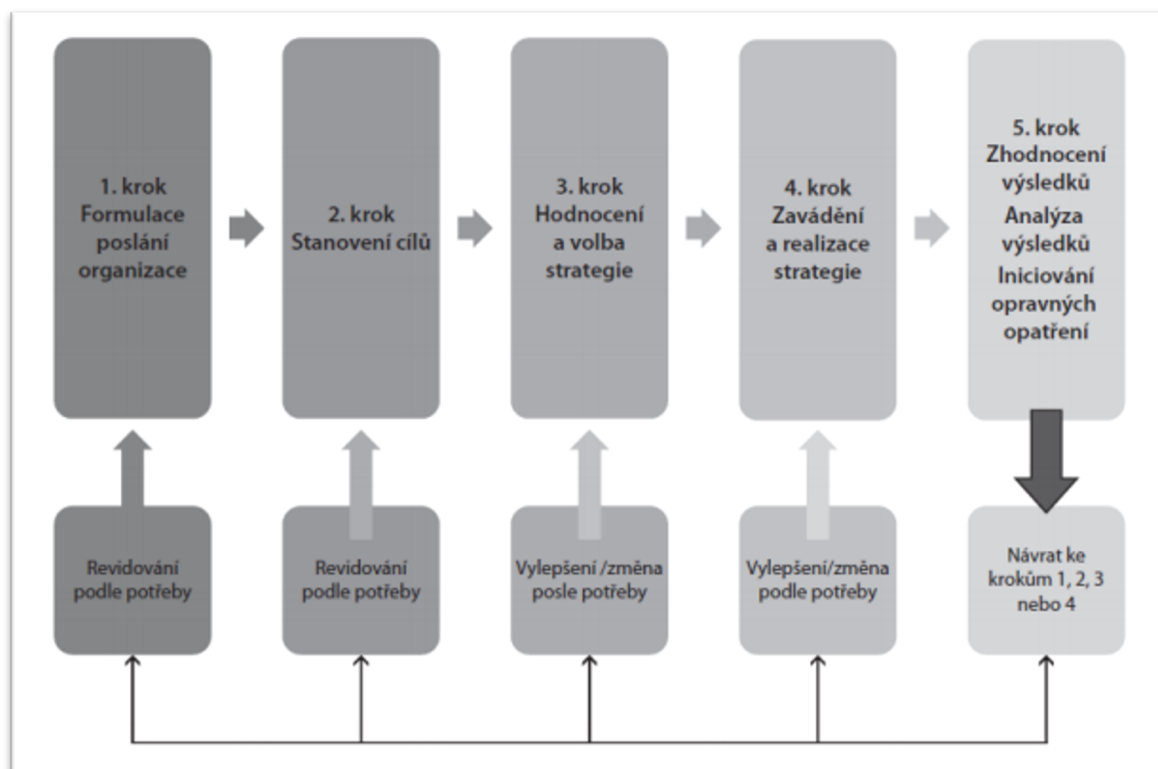 1. krok
Formulace
poslání
organizace
2. krok
Stanovení cílů
3. krok
Hodnocení
a volba
strategie
4. krok
Zavádění
a realizace
strategie
5. krok
Zhodnocení
výsledků
Analýza
výsledků
Iniciování
opravných
opatření
Revidování
podle potřeby
Revidování
podle potřeby
Vylepšení /změna
posle potřeby
Vylepšení/změna
podle potřeby
Návrat ke
krokům 1, 2, 3
nebo 4